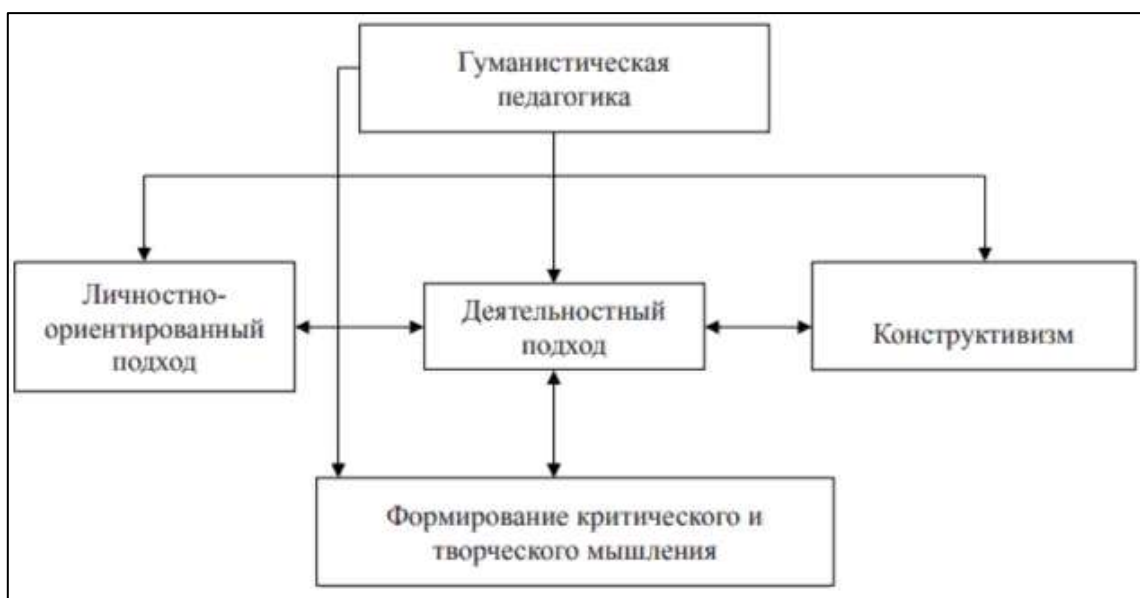 Гуманистическая
педагогика
Личностно-
ориентированный
подход
Деятельностный
подход
Конструктивизм
Формирование критического и
творческого мышления